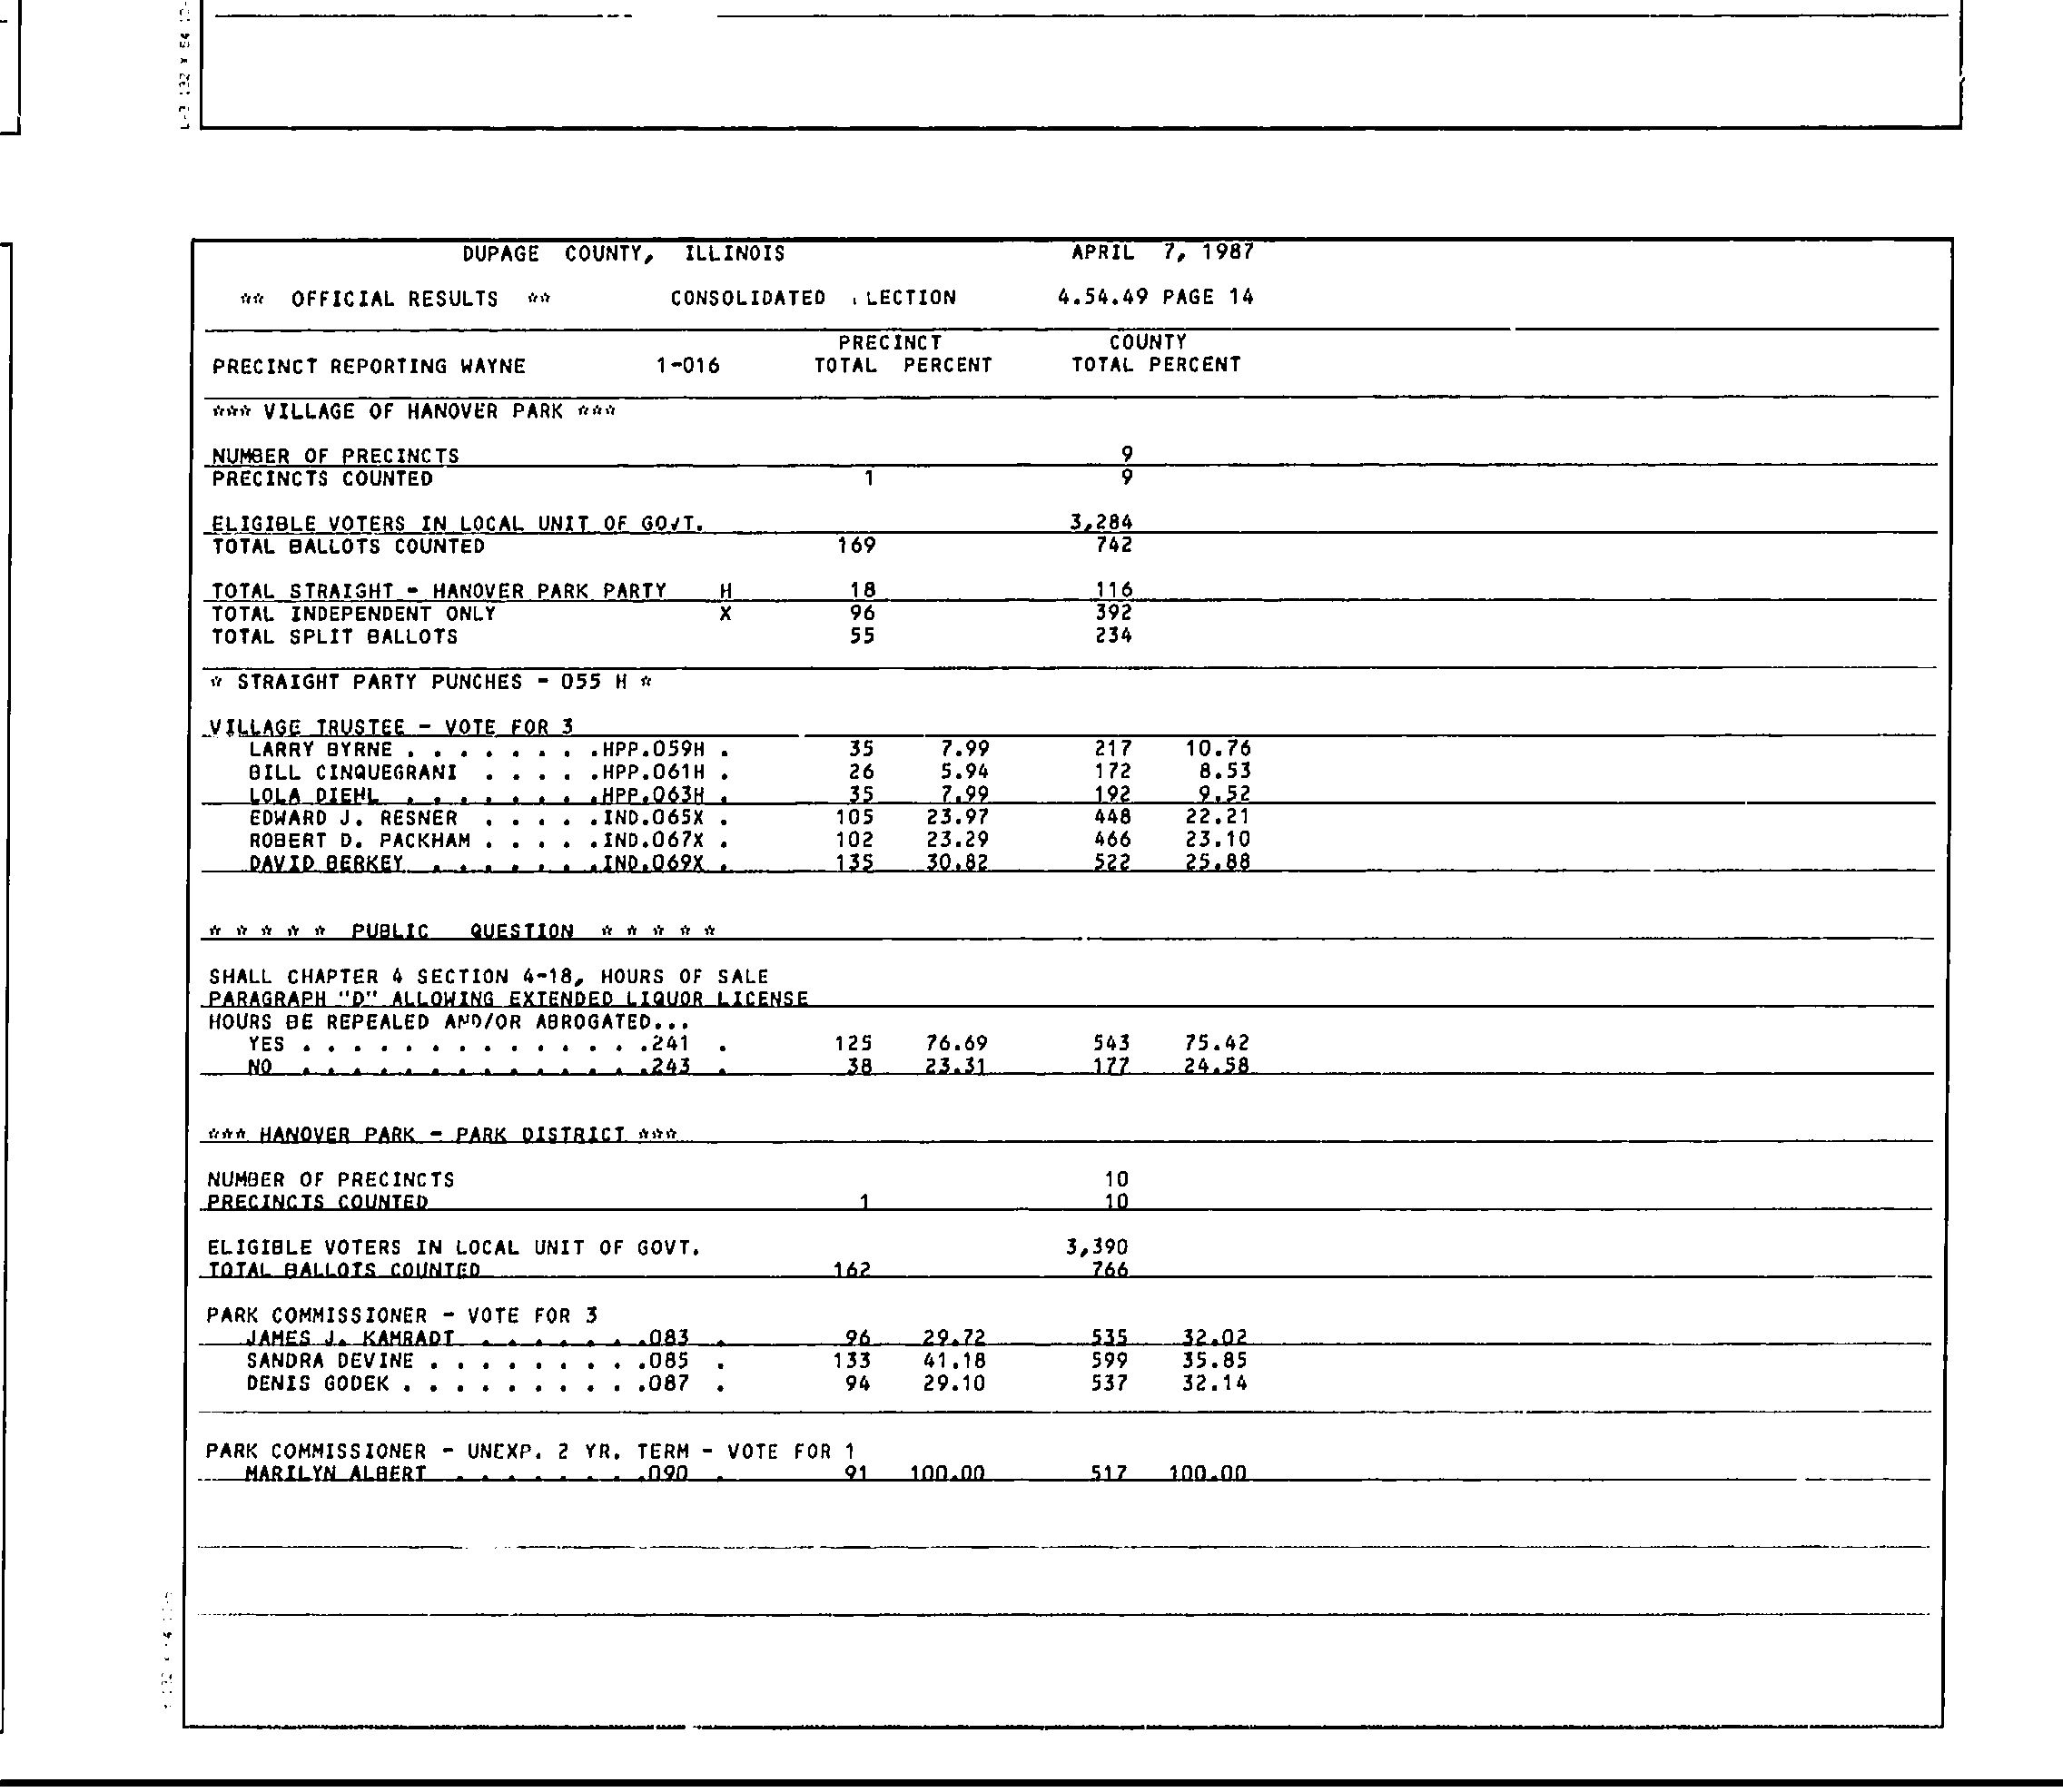 DUPAGE COUNTY, ILLINOIS APRIL 7, 1987
** OFFICIAL RESULTS ** CONSOLIDATED LECTION 4.54.49 PAGE 14
PRECINCT COUNTY
PRECINCT REPORTING WAYNE 1-016 TOTAL PERCENT TOTAL PERCENT
*** VILLAGE OF HANOVER PARK ***
NUMBER OF PRECINCTS 9
PRECINCTS COUNTED 1 9
ELIGIBLE VOTERS IN LOCAL UNIT OF GOVT. 3,284
TOTAL BALLOTS COUNTED 169 742
TOTAL STRAIGHT - HANOVER PARK PARTY H 18 116
TOTAL INDEPENDENT ONLY X 96 392
TOTAL SPLIT BALLOTS 55 234
* STRAIGHT PARTY PUNCHES - 055 H *
VILLAGE TRUSTEE - VOTE FOR 3
LARRY BYRNE . . . . . . . .HPP.059H . 35 7.99 217 10.76
BILL CINQUEGRANI . . . . .HPP.061H . 26 5.94 172 8.53
LOLA DIEHL . . . . . . . .HPP.063H . 35 7.99 192 9.52
EDWARD J. RESNER . . . . .IND.065X . 105 23.97 448 22.21
ROBERT D. PACKHAM . . . . .IND.067X . 102 23.29 466 23.10
DAVID BERKEY . . . . . . .IND.069X . 135 30.82 522 25.88
* * * * * PUBLIC QUESTION * * * * *
SHALL CHAPTER 4 SECTION 4-18, HOURS OF SALE
PARAGRAPH "D" ALLOWING EXTENDED LIQUOR LICENSE
HOURS BE REPEALED AND/OR ABROGATED...
YES . . . . . . . . . . . . . .241 . 125 76.69 543 75.42
NO . . . . . . . . . . . . . .243 . 38 23.31 177 24.58
*** HANOVER PARK - PARK DISTRICT ***
NUMBER OF PRECINCTS 10
PRECINCTS COUNTED 1 10
ELIGIBLE VOTERS IN LOCAL UNIT OF GOVT. 3,390
TOTAL BALLOTS COUNTED 162 766
PARK COMMISSIONER - VOTE FOR 3
JAMES J. KAMRADT . . . . . . .083 . 96 29.72 535 32.02
SANDRA DEVINE . . . . . . . . .085 . 133 41.18 599 35.85
DENIS GODEK . . . . . . . . . .087 . 94 29.10 537 32.14
PARK COMMISSIONER - UNEXP. 2 YR. TERM - VOTE FOR 1
MARILYN ALBERT . . . . . . . .090 . 91 100.00 517 100.00